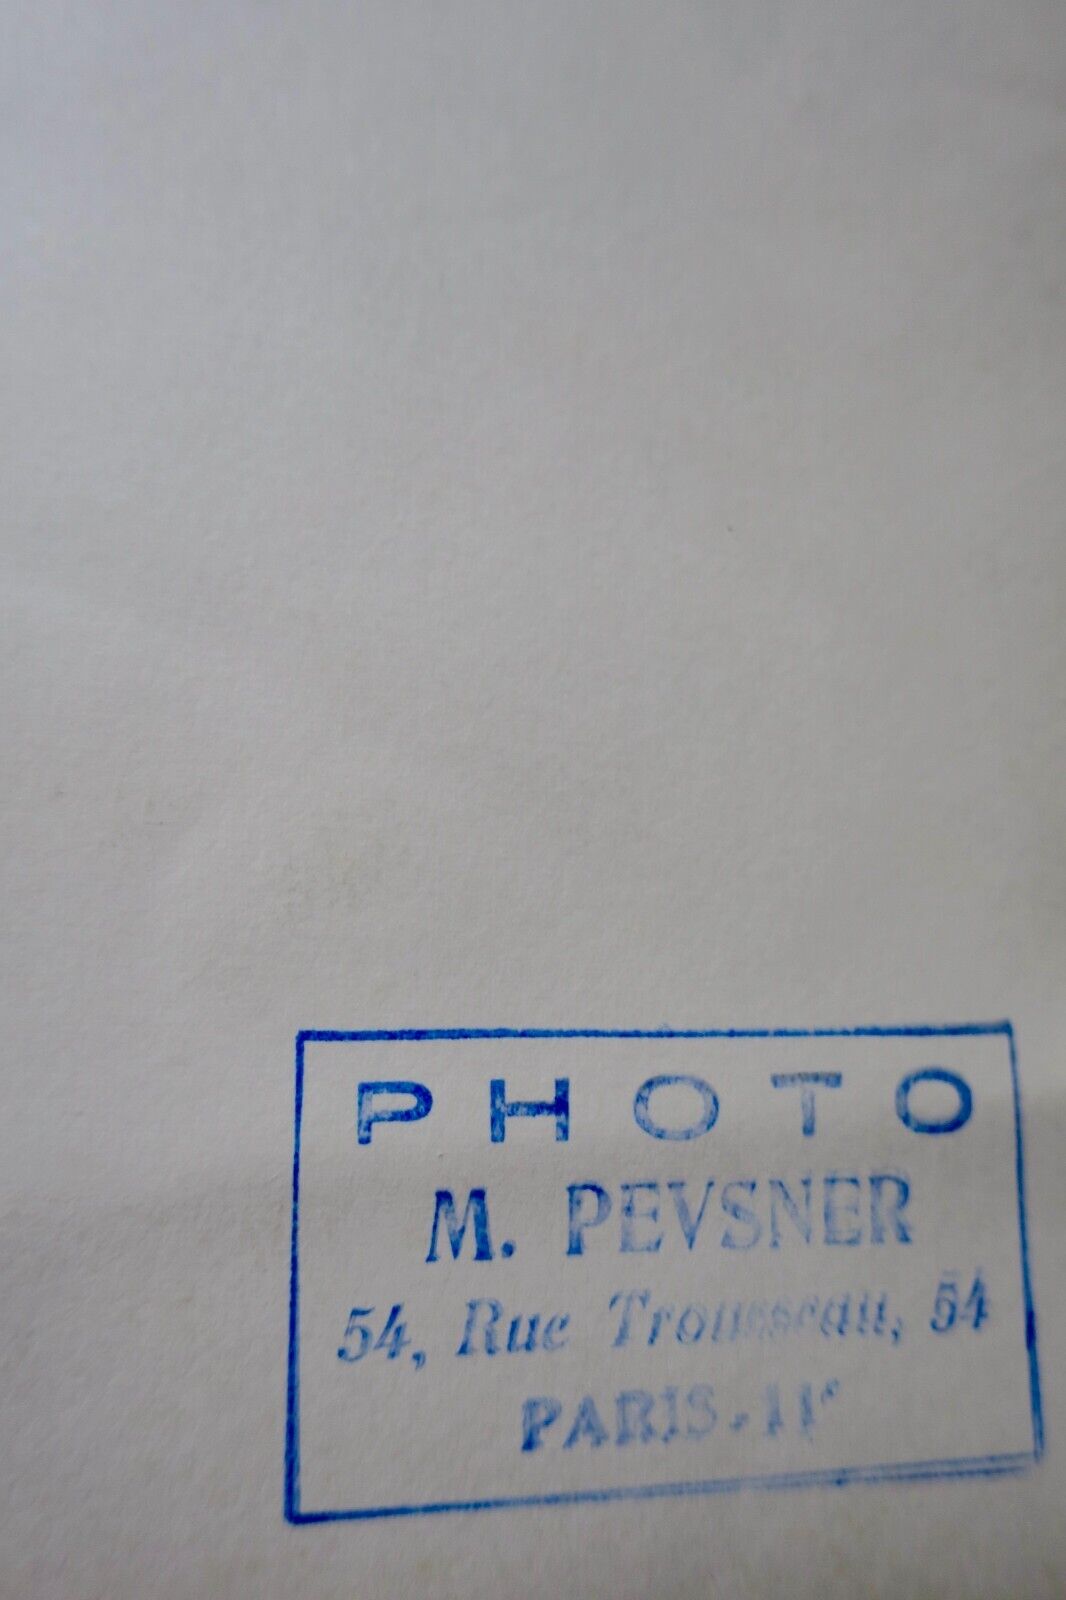 PHOTO
M. PEVSNER
54, Rue Trousseau, 54
PARIS-11e